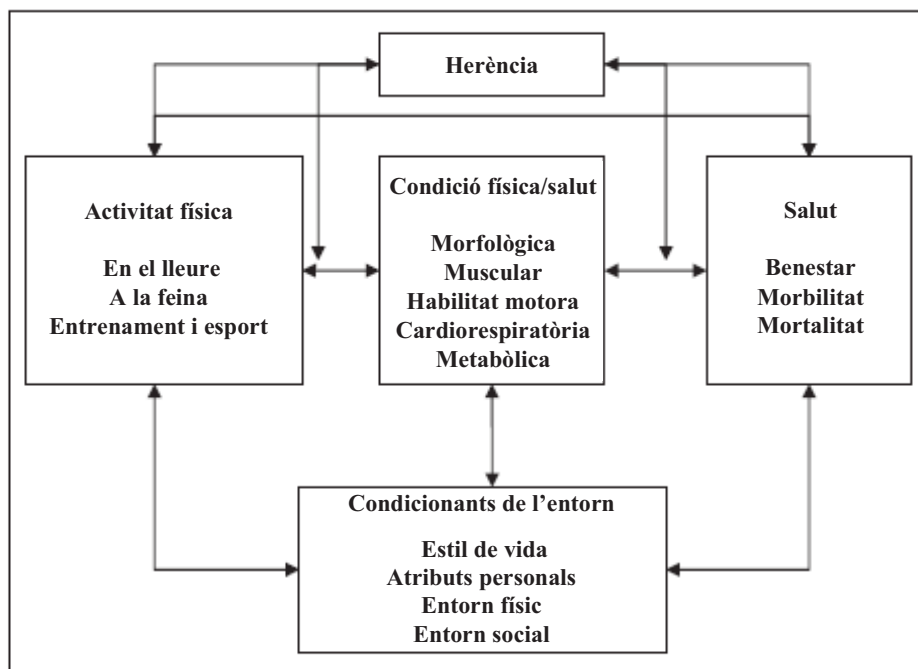 Herència
Activitat física
En el lleure
A la feina
Entrenament i esport
Condició física/salut
Morfològica
Muscular
Habilitat motora
Cardiorespiratòria
Metabòlica
Salut
Benestar
Morbilitat
Mortalitat
Condicionants de l’entorn
Estil de vida
Atributs personals
Entorn físic
Entorn social